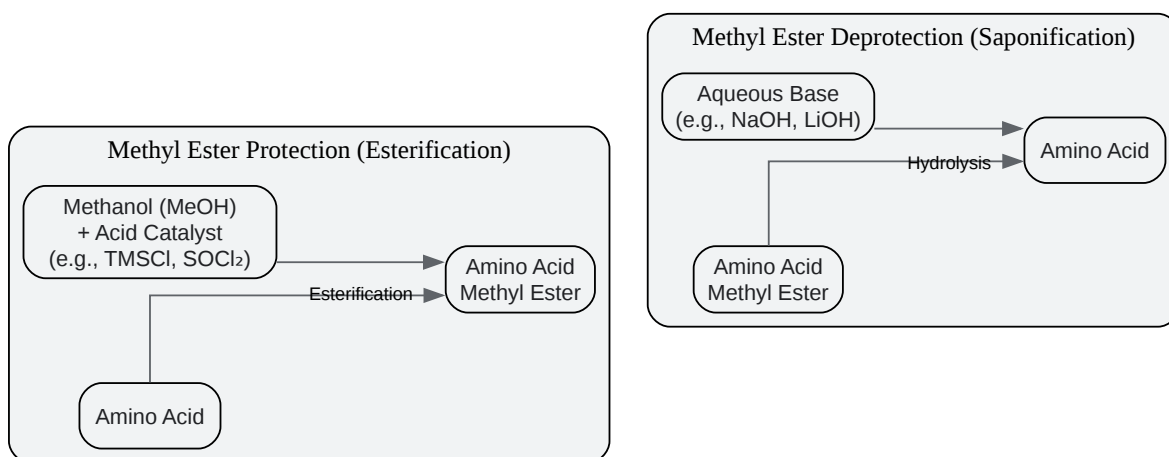 Methyl Ester Protection (Esterification)
Methanol (MeOH)
+ Acid Catalyst
(e.g., TMSCl, SOCl₂)
Amino Acid
Methyl Ester
Esterification
Amino Acid
Methyl Ester Deprotection (Saponification)
Aqueous Base
(e.g., NaOH, LiOH)
Amino Acid
Hydrolysis
Amino Acid
Methyl Ester